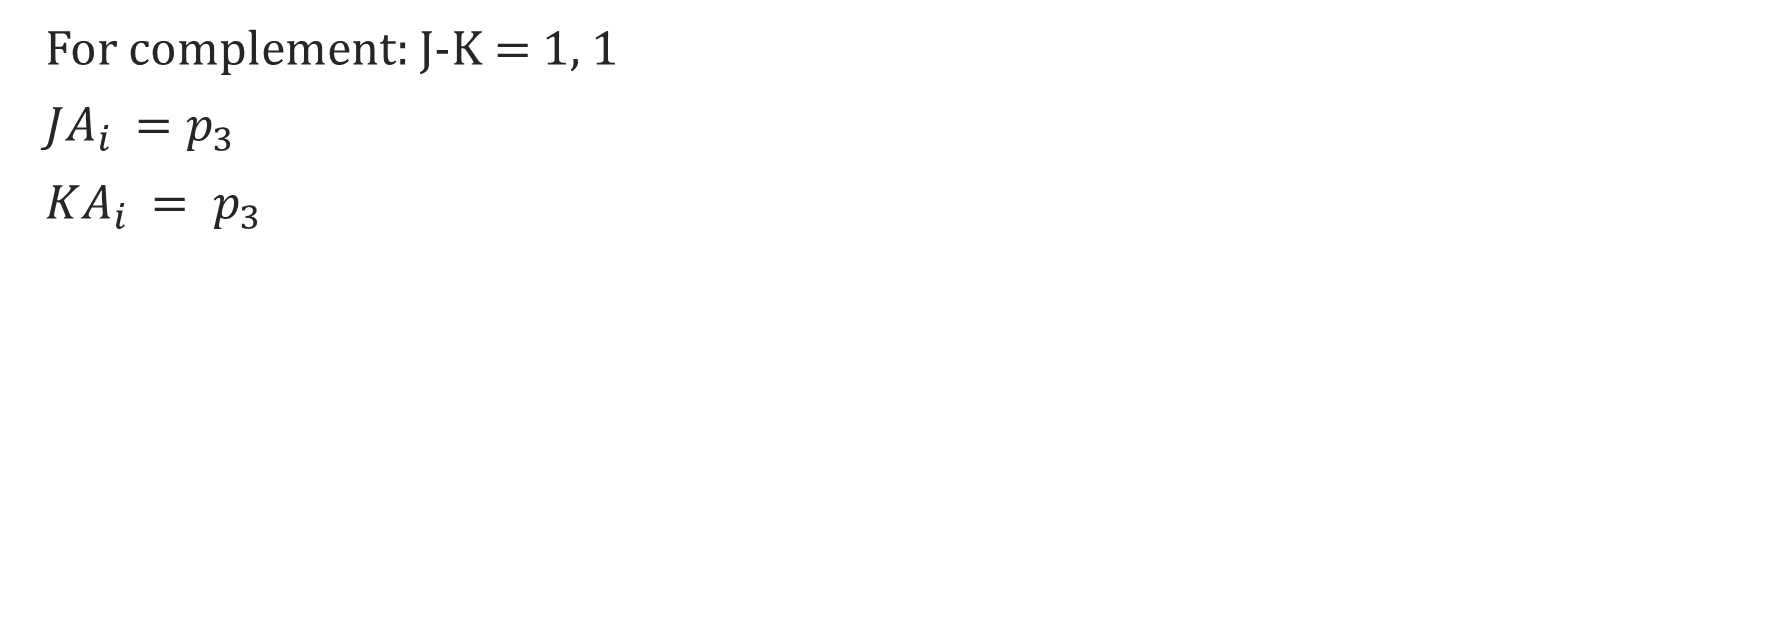 For complement: J-K = 1, 1
𝐽𝐴ᵢ = 𝑝₃
𝐾𝐴ᵢ = 𝑝₃